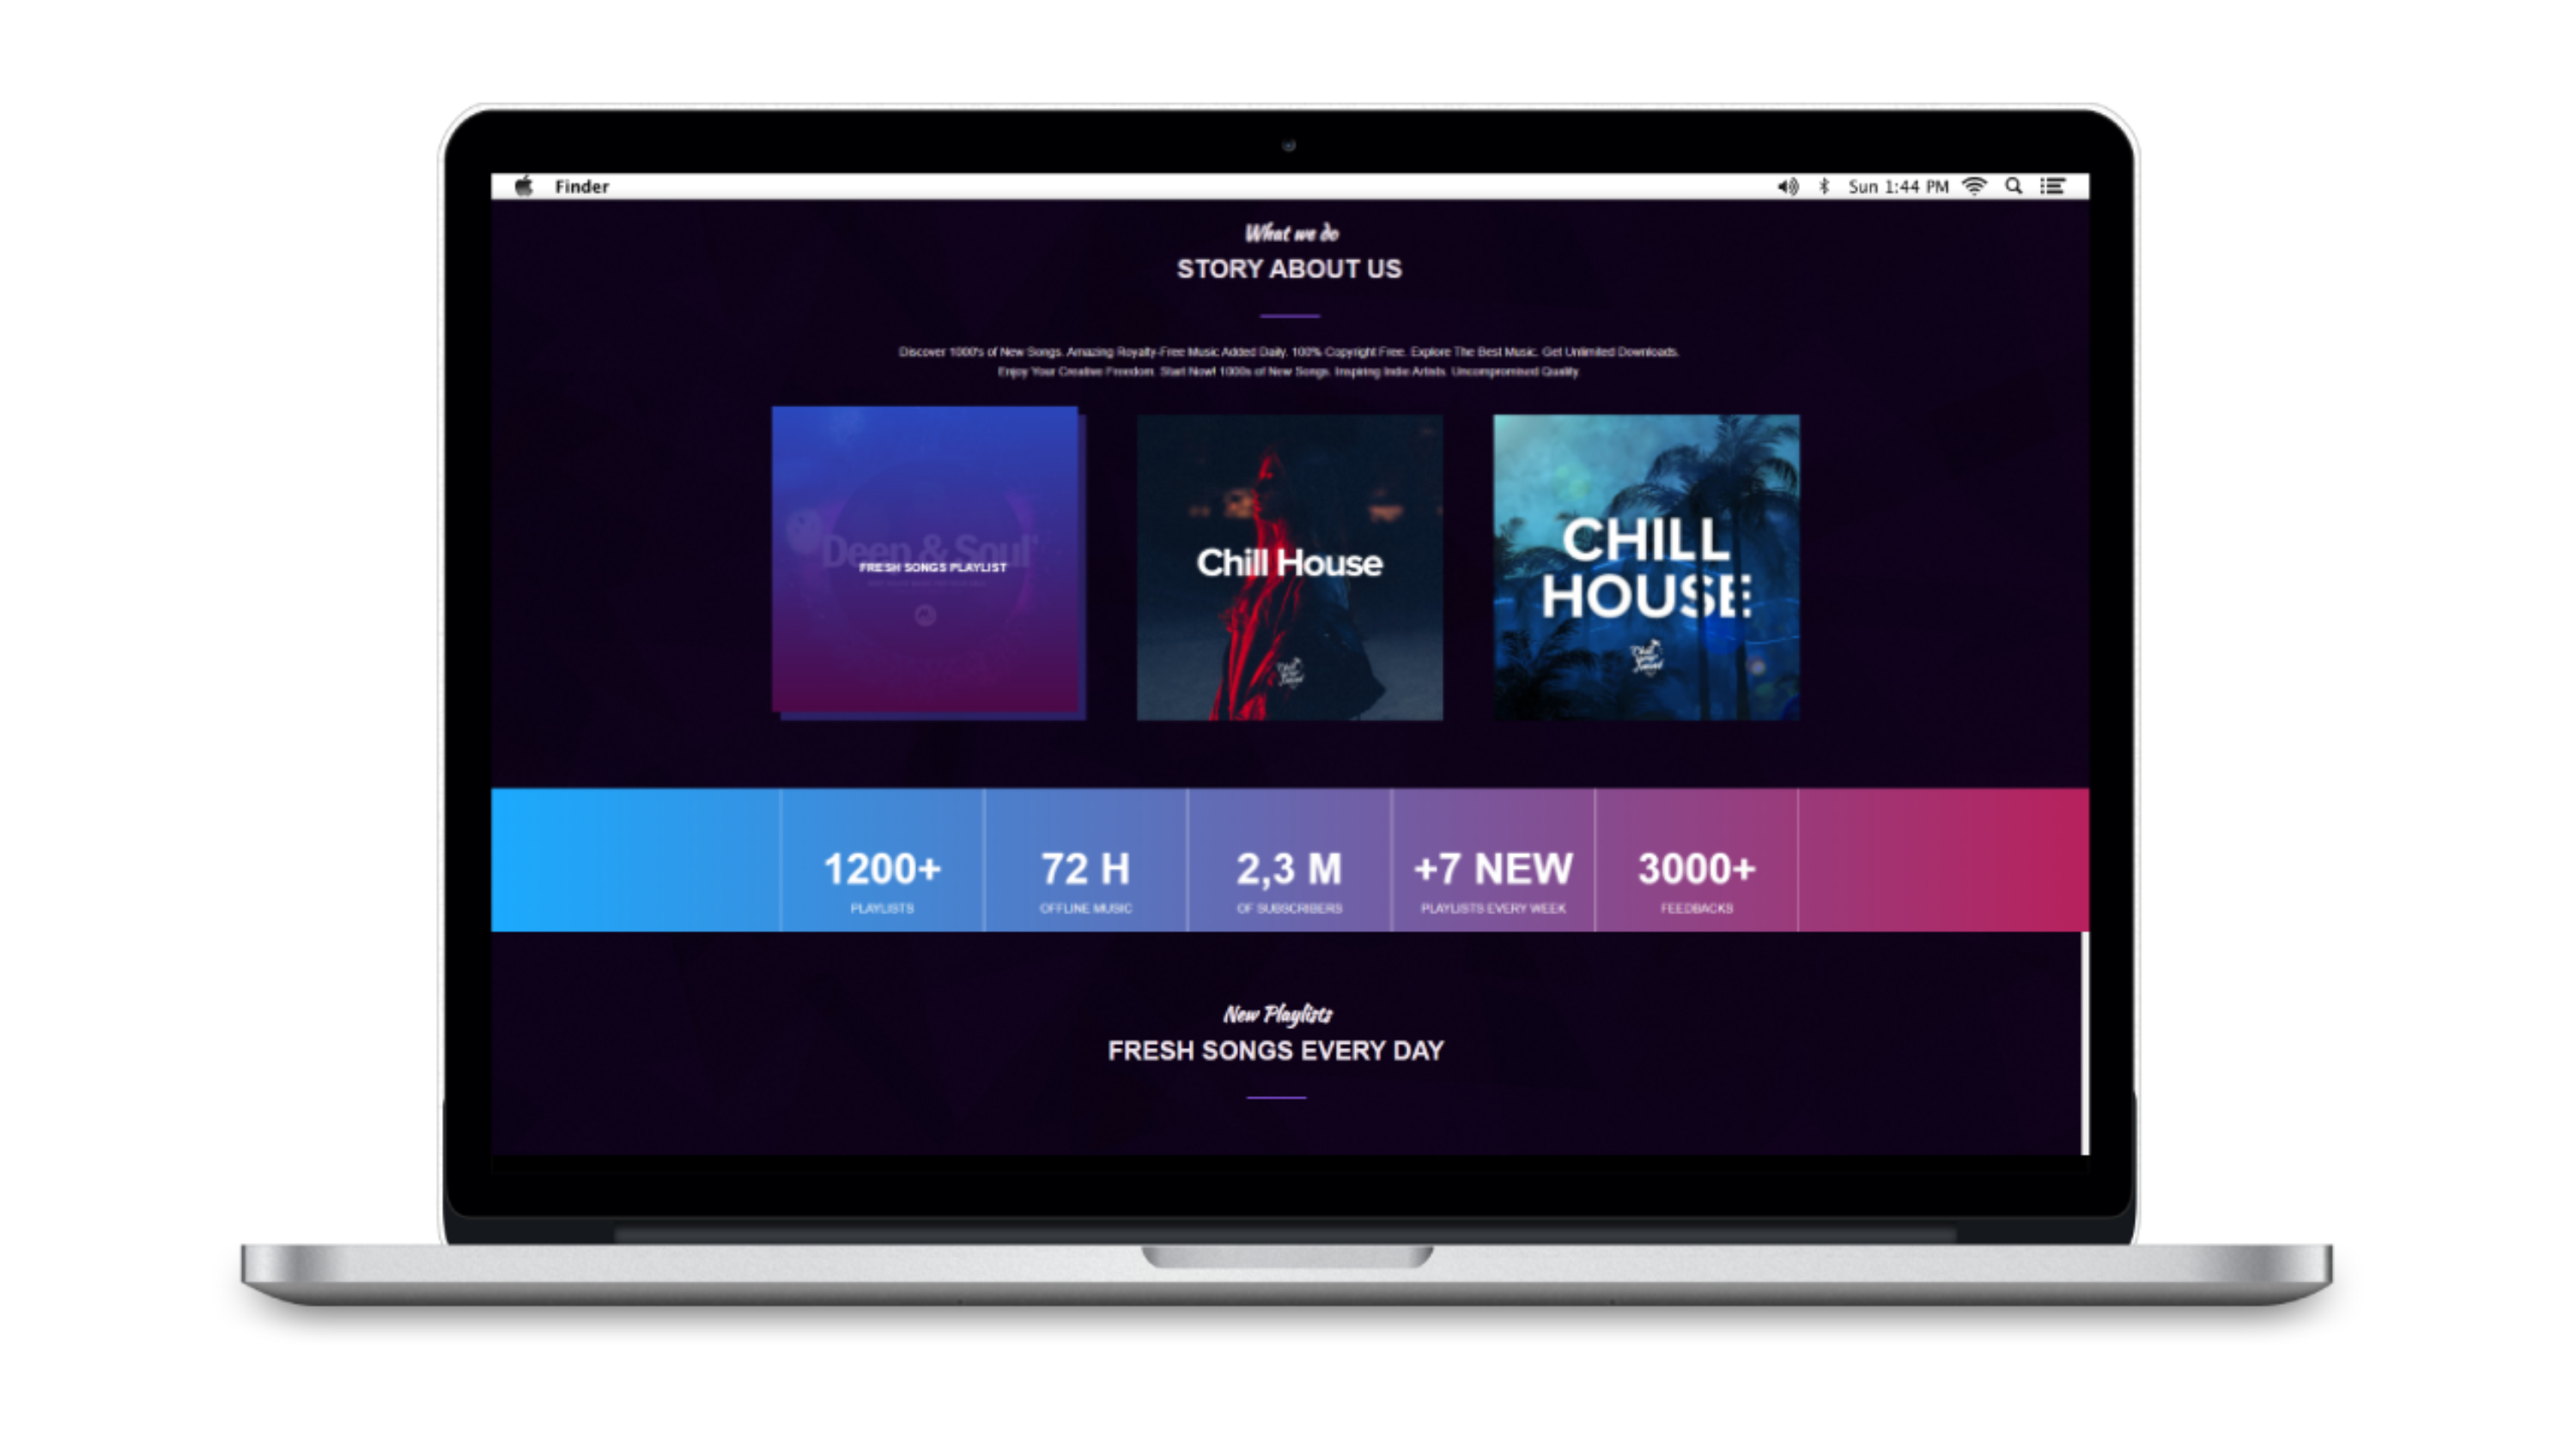 Finder
Sun 1:44 PM
What we do
STORY ABOUT US
Discover 1000's of New Songs. Amazing Royalty-Free Music Added Daily. 100% Copyright Free. Explore The Best Music. Get Unlimited Downloads.
Enjoy Your Creative Freedom. Start Now! 1000s of New Songs. Inspiring Indie Artists. Uncompromised Quality
Deep & Soul'
FRESH SONGS PLAYLIST
Chill House
Chill
Your
CHILL
HOUSE
Chill
Your
1200+
PLAYLISTS
72 H
OFFLINE MUSIC
2,3 M
OF SUBSCRIBERS
+7 NEW
PLAYLISTS EVERY WEEK
3000+
FEEDBACKS
New Playlists
FRESH SONGS EVERY DAY